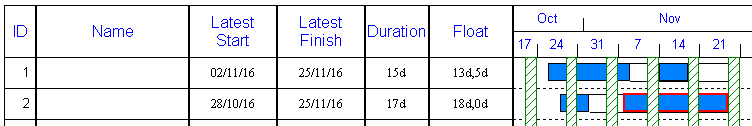 Oct Nov
ID Name Latest Start Latest Finish Duration Float
17 24 31 7 14 21
1 02/11/16 25/11/16 15d 13d,5d
2 28/10/16 25/11/16 17d 18d,0d